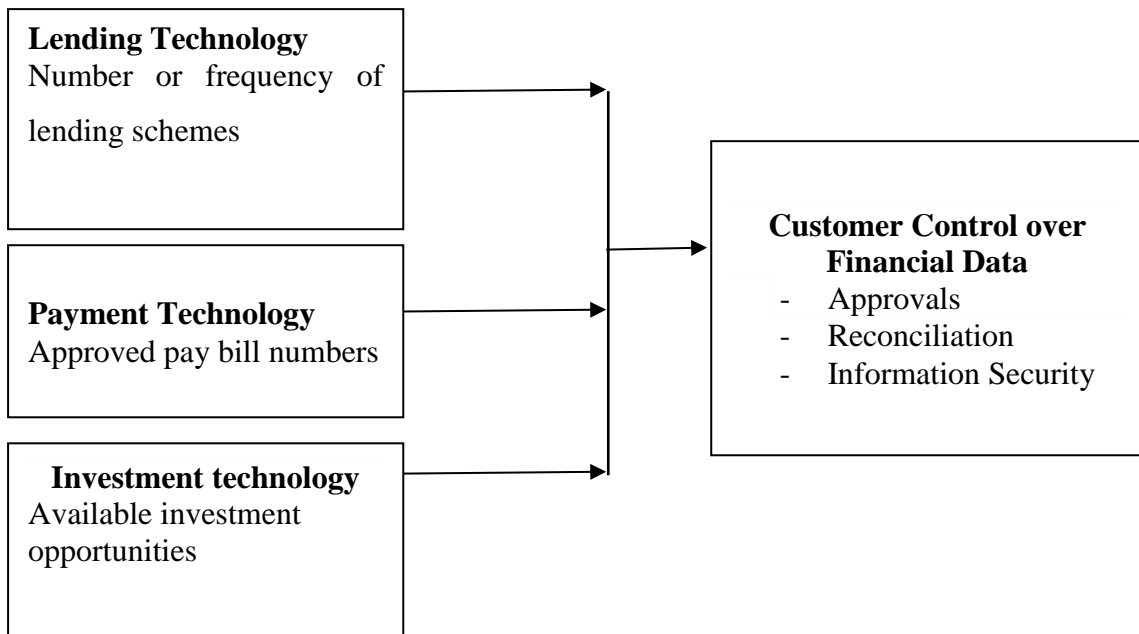 Lending Technology
Number or frequency of
lending schemes
Payment Technology
Approved pay bill numbers
Investment technology
Available investment
opportunities
Customer Control over
Financial Data
- Approvals
- Reconciliation
- Information Security